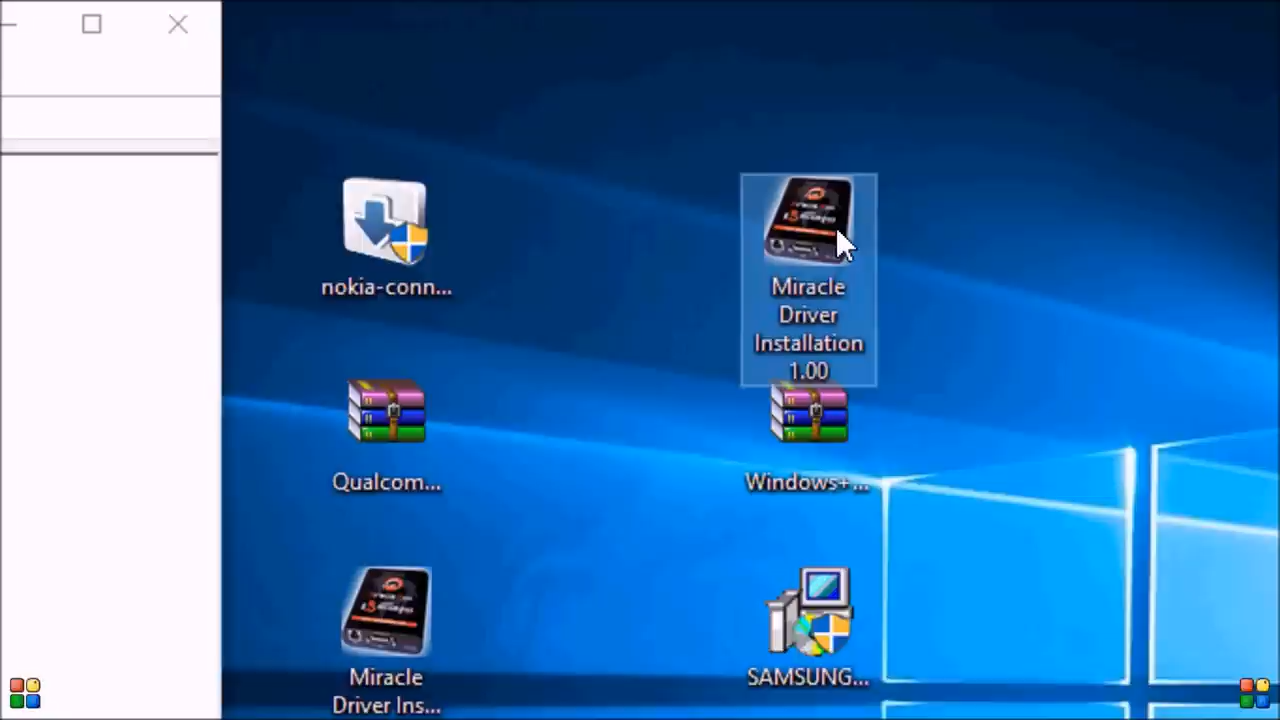 nokia-conn...
Miracle
Driver
Installation
1.00
Qualcom...
Windows+...
Miracle
Driver Ins...
SAMSUNG...